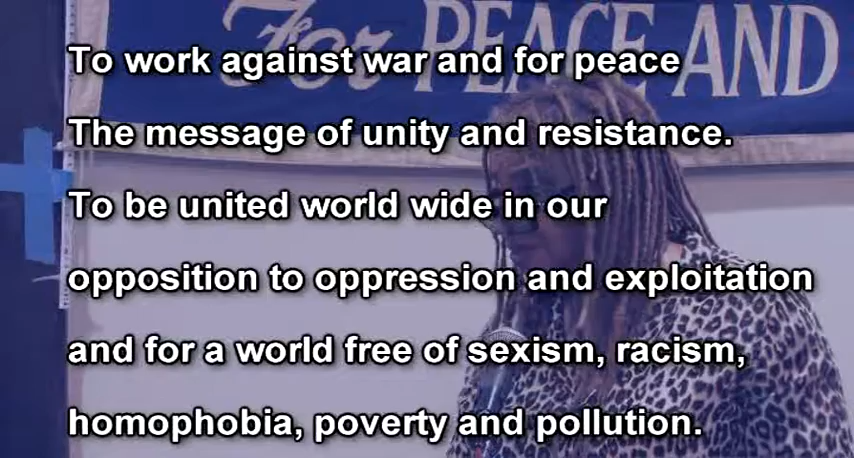 For PEACE AND
To work against war and for peace
The message of unity and resistance.
To be united world wide in our
opposition to oppression and exploitation
and for a world free of sexism, racism,
homophobia, poverty and pollution.